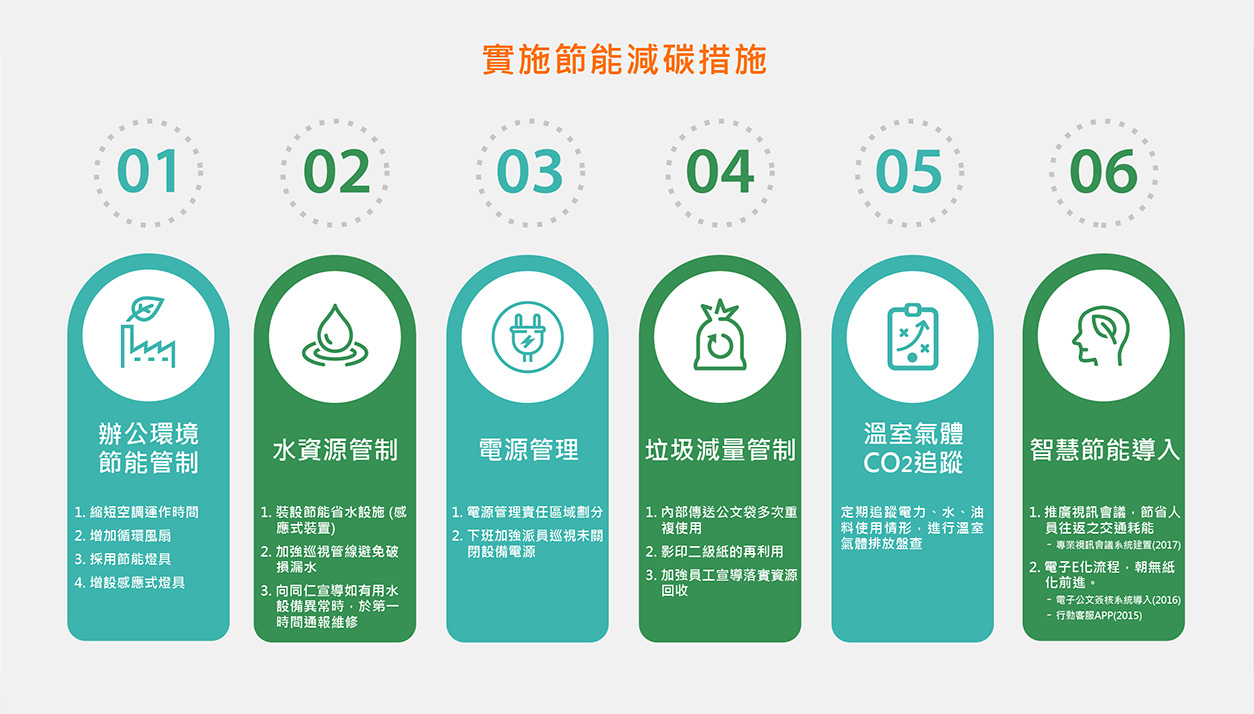 實施節能減碳措施
01
02
03
04
05
06
辦公環境
節能管制
1. 縮短空調運作時間
2. 增加循環風扇
3. 採用節能燈具
4. 增設感應式燈具
水資源管制
1. 裝設節能省水設施 (感
應式裝置)
2. 加強巡視管線避免破
損漏水
3. 向同仁宣導如有用水
設備異常時，於第一
時間通報維修
電源管理
1. 電源管理責任區域劃分
2. 下班加強派員巡視未關
閉設備電源
垃圾減量管制
1. 內部傳送公文袋多次重
複使用
2. 影印二級紙的再利用
3. 加強員工宣導落實資源
回收
溫室氣體
CO2追蹤
定期追蹤電力、水、油
料使用情形，進行溫室
氣體排放盤查
智慧節能導入
1. 推廣視訊會議，節省人
員往返之交通耗能
- 專業視訊會議系統建置(2017)
2. 電子E化流程，朝無紙
化前進。
- 電子公文簽核系統導入(2016)
- 行動客服APP(2015)